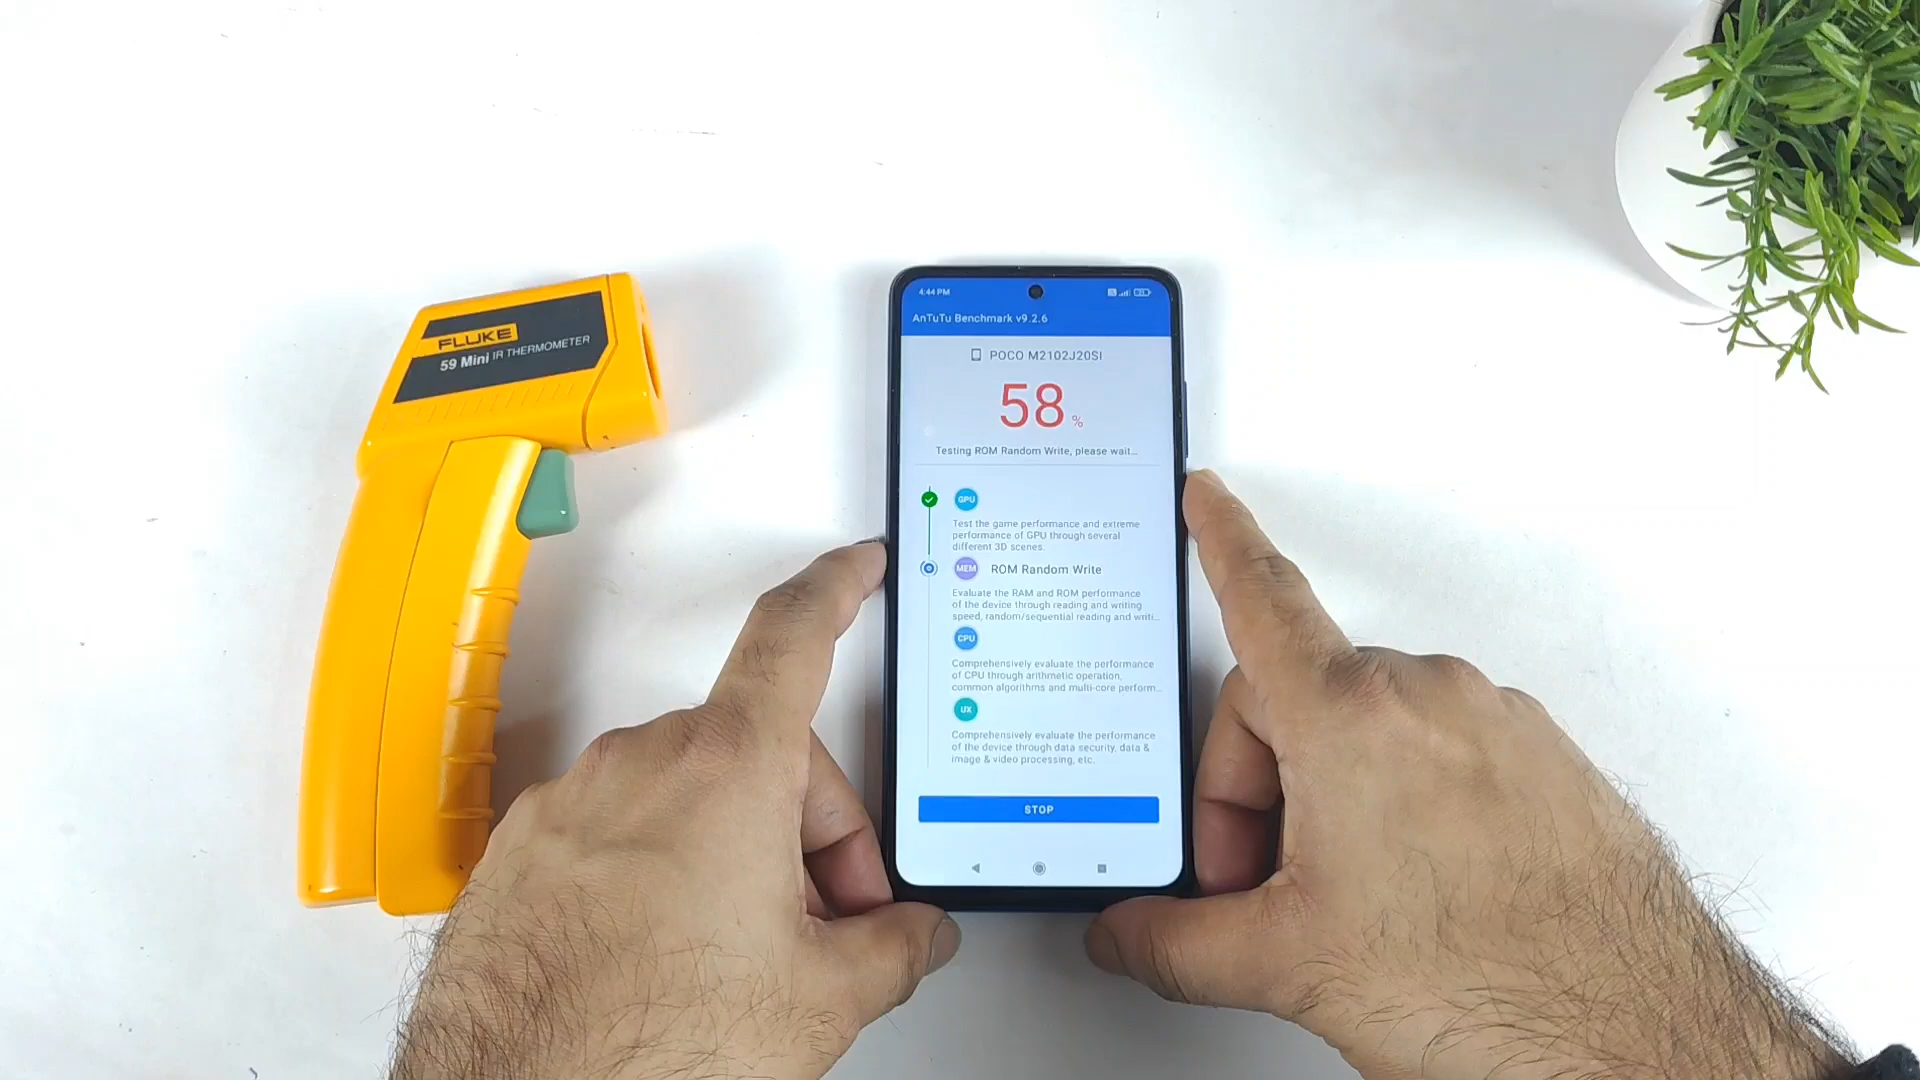 FLUKE
59 Mini IR THERMOMETER
4:44 PM
AnTuTu Benchmark v9.2.6
POCO M2102J20SI
58 %
Testing ROM Random Write, please wait...
GPU
Test the game performance and extreme
performance of GPU through several
different 3D scenes.
MEM ROM Random Write
Evaluate the RAM and ROM performance
of the device through reading and writing
speed, random/sequential reading and writi...
CPU
Comprehensively evaluate the performance
of CPU through arithmetic operation,
common algorithms and multi-core perform...
UX
Comprehensively evaluate the performance
of the device through data security, data &
image & video processing, etc.
STOP